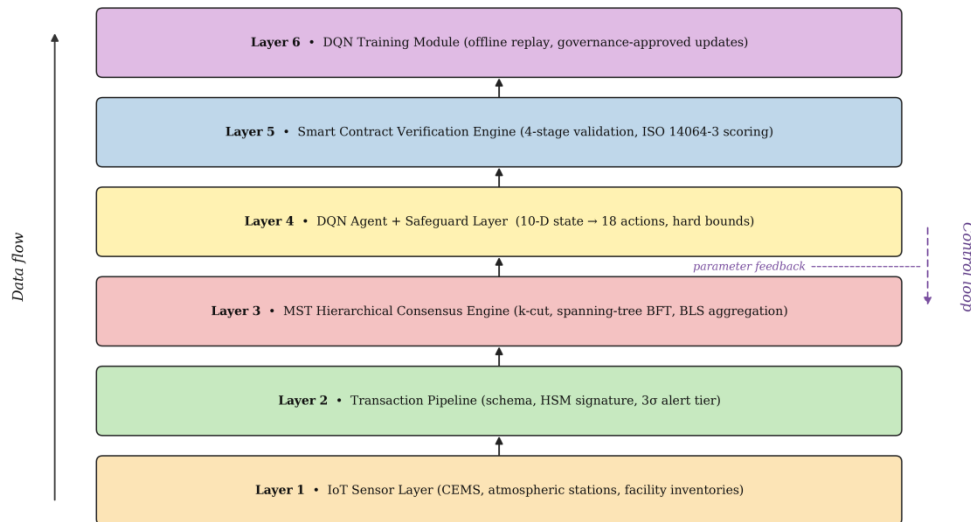 Layer 6 • DQN Training Module (offline replay, governance-approved updates)
Layer 5 • Smart Contract Verification Engine (4-stage validation, ISO 14064-3 scoring)
Layer 4 • DQN Agent + Safeguard Layer (10-D state → 18 actions, hard bounds)
Data flow
Control loop
parameter feedback
Layer 3 • MST Hierarchical Consensus Engine (k-cut, spanning-tree BFT, BLS aggregation)
Layer 2 • Transaction Pipeline (schema, HSM signature, 3σ alert tier)
Layer 1 • IoT Sensor Layer (CEMS, atmospheric stations, facility inventories)